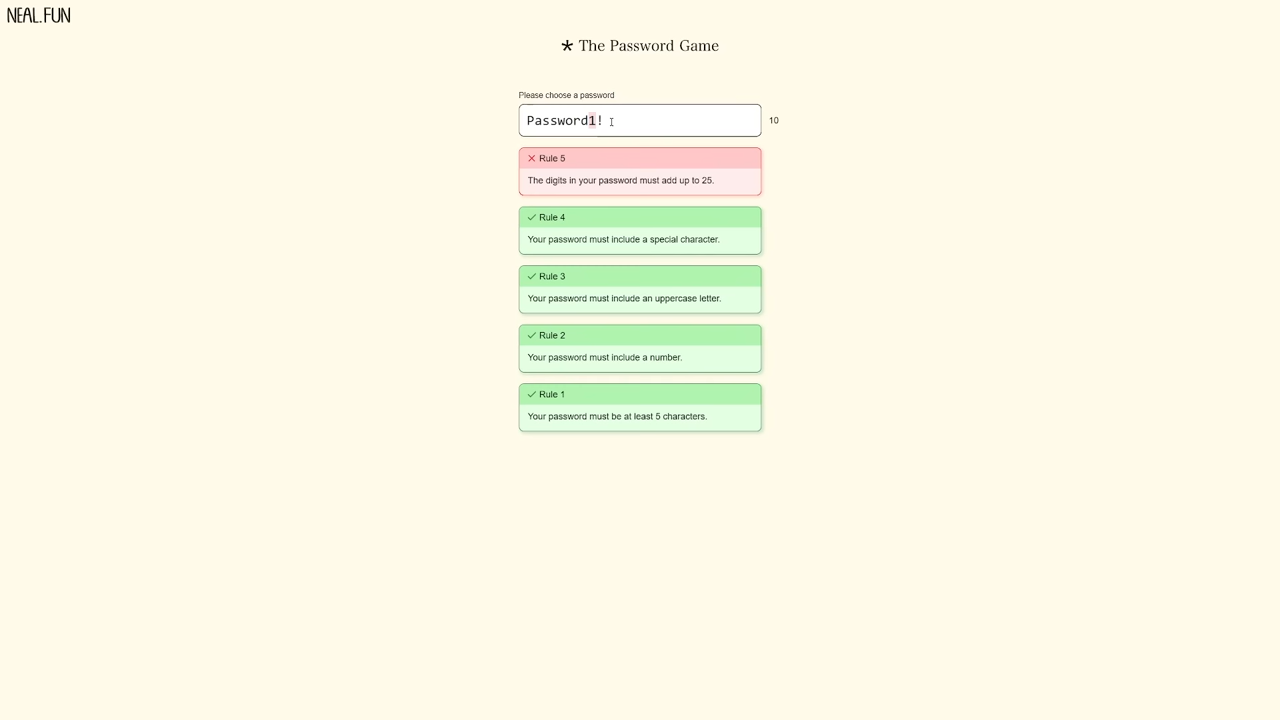 NEAL.FUN
* The Password Game
Please choose a password
Password1!
10
Rule 5
The digits in your password must add up to 25.
Rule 4
Your password must include a special character.
Rule 3
Your password must include an uppercase letter.
Rule 2
Your password must include a number.
Rule 1
Your password must be at least 5 characters.